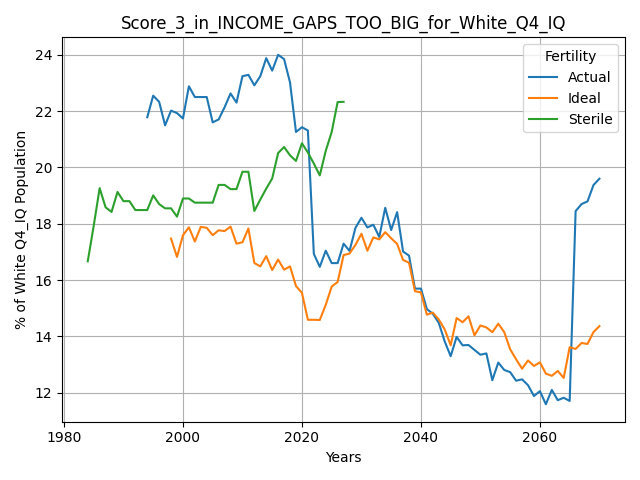 Score_3_in_INCOME_GAPS_TOO_BIG_for_White_Q4_IQ
% of White Q4_IQ Population
24
22
20
18
16
14
12
1980
2000
2020
2040
2060
Years
Fertility
Actual
Ideal
Sterile